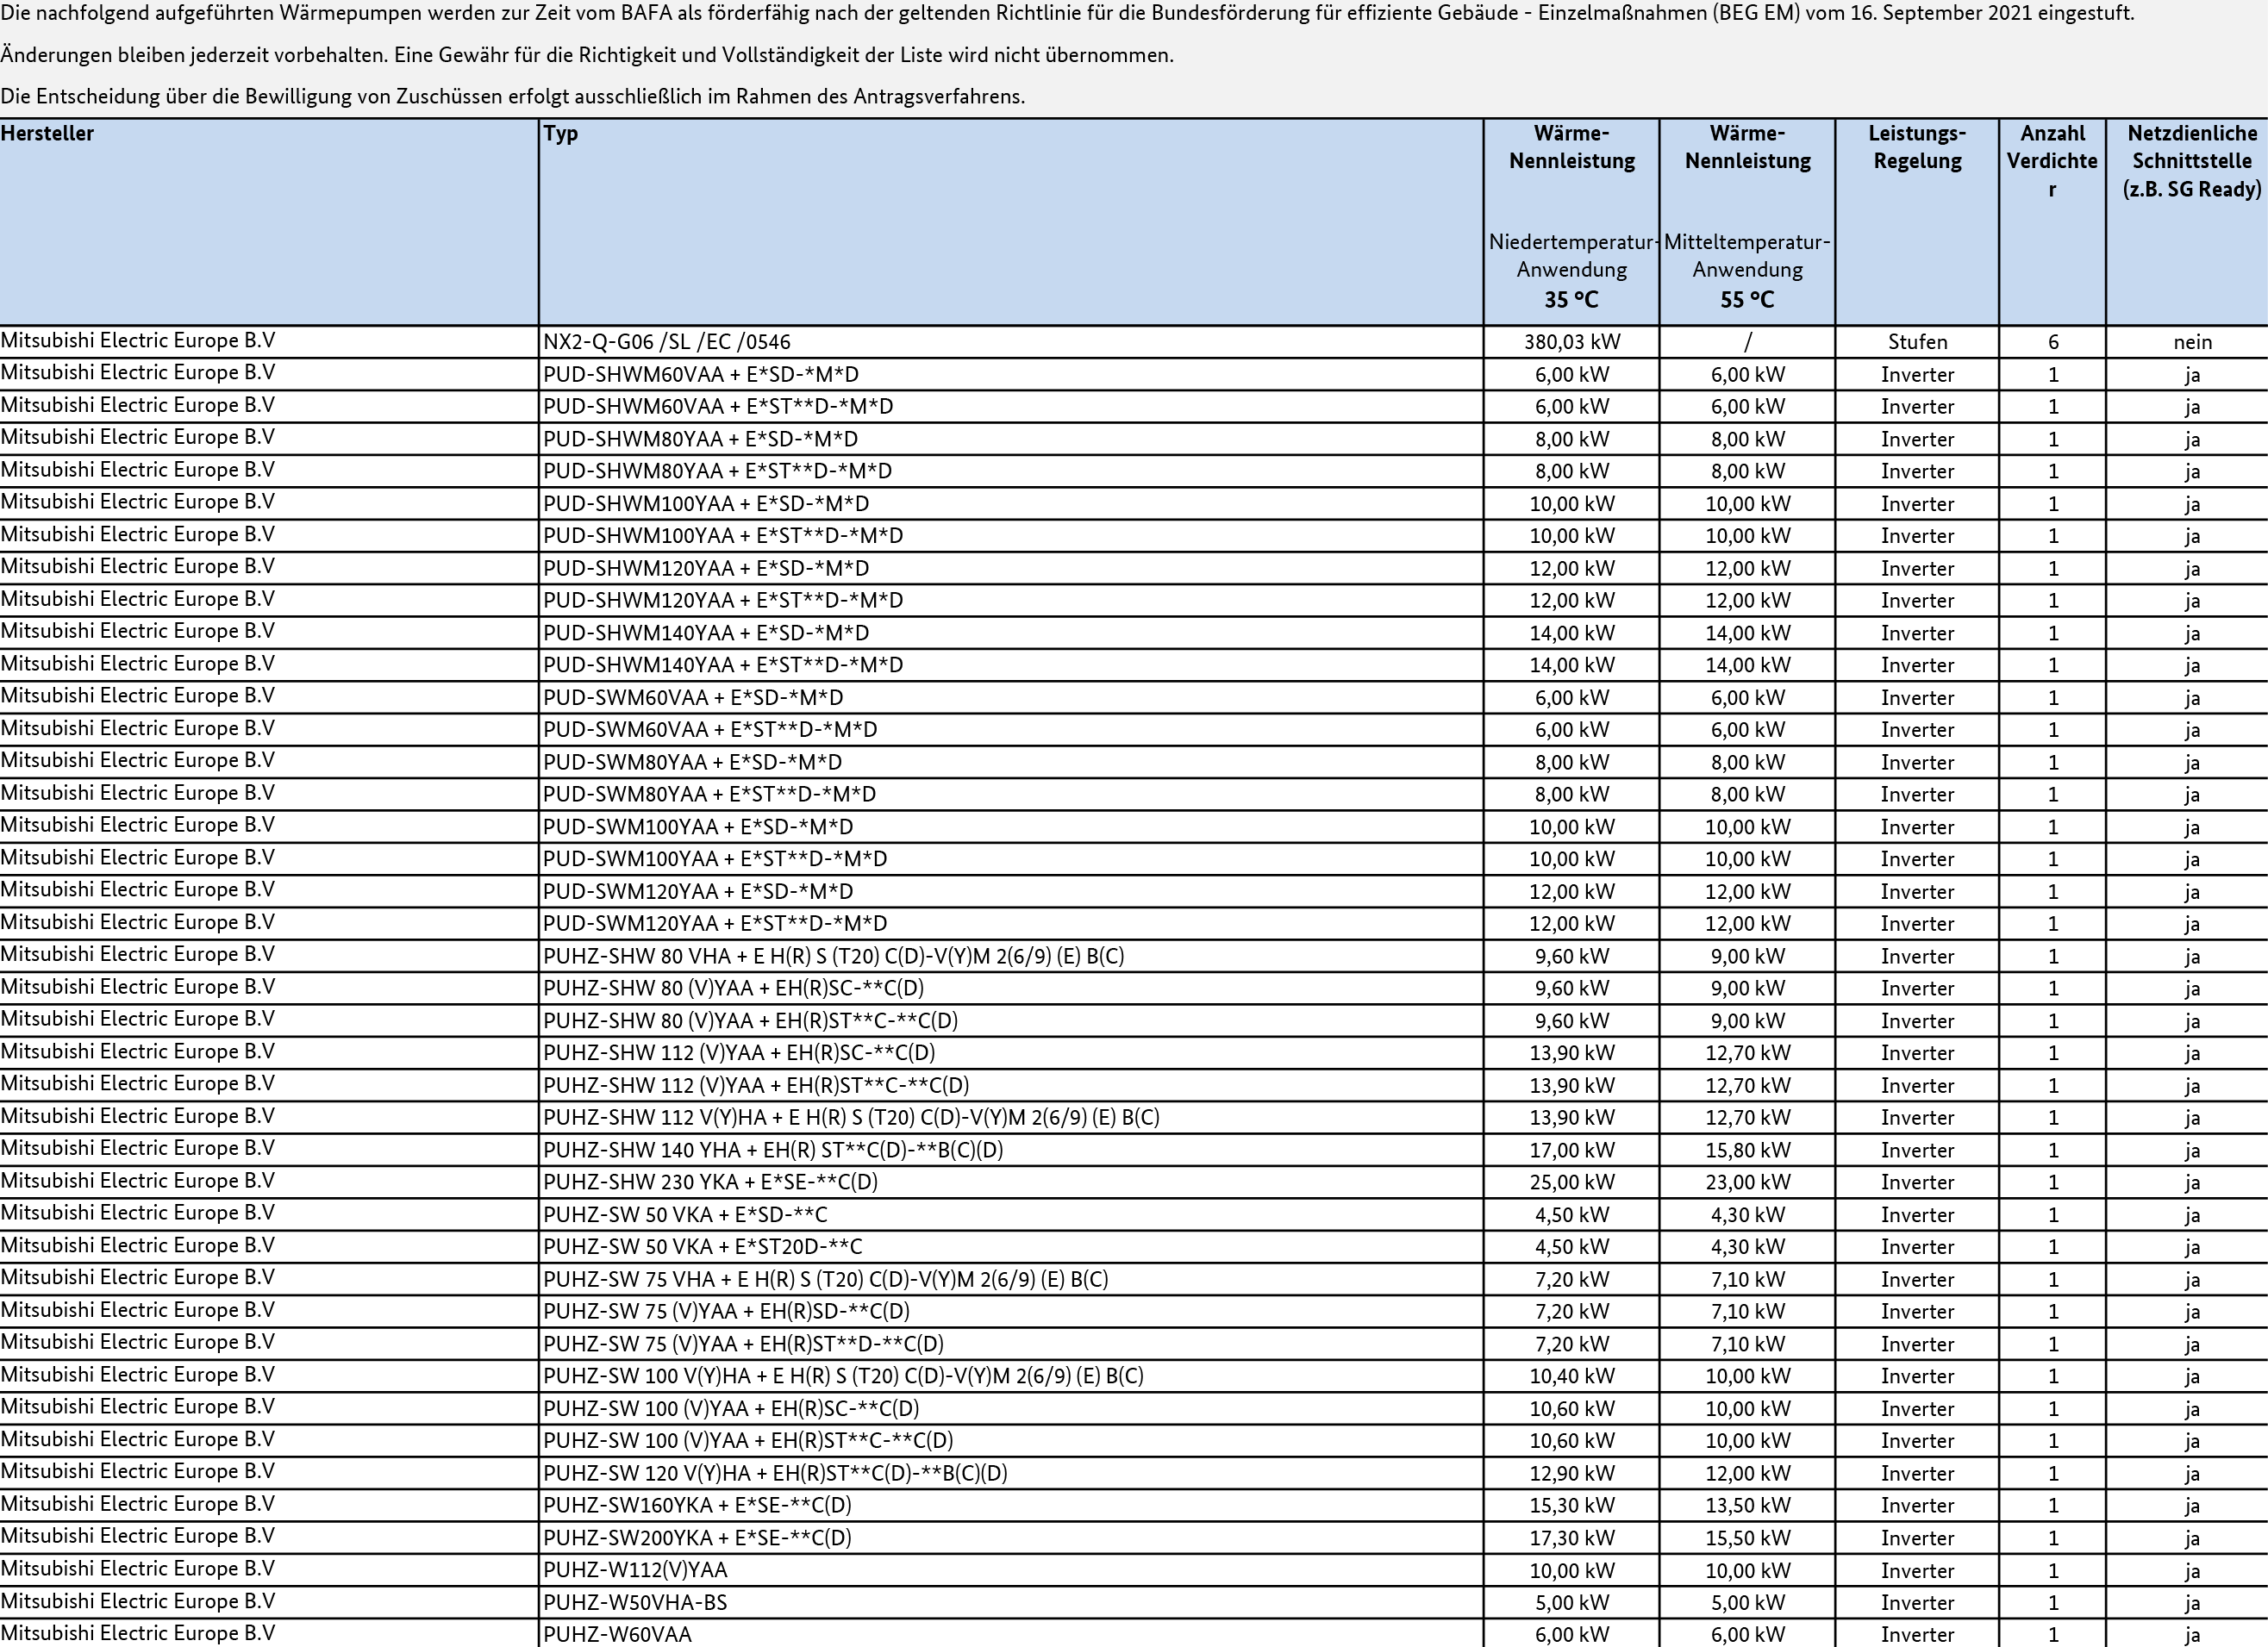 Die nachfolgend aufgeführten Wärmepumpen werden zur Zeit vom BAFA als förderfähig nach der geltenden Richtlinie für die Bundesförderung für effiziente Gebäude - Einzelmaßnahmen (BEG EM) vom 16. September 2021 eingestuft.
Änderungen bleiben jederzeit vorbehalten. Eine Gewähr für die Richtigkeit und Vollständigkeit der Liste wird nicht übernommen.
Die Entscheidung über die Bewilligung von Zuschüssen erfolgt ausschließlich im Rahmen des Antragsverfahrens.
Hersteller Typ Wärme- Wärme- Leistungs- Anzahl Netzdienliche
Nennleistung Nennleistung Regelung Verdichte Schnittstelle
r (z.B. SG Ready)
Niedertemperatur- Mitteltemperatur-
Anwendung Anwendung
35 °C 55 °C
Mitsubishi Electric Europe B.V NX2-Q-G06 /SL /EC /0546 380,03 kW / Stufen 6 nein
Mitsubishi Electric Europe B.V PUD-SHWM60VAA + E*SD-*M*D 6,00 kW 6,00 kW Inverter 1 ja
Mitsubishi Electric Europe B.V PUD-SHWM60VAA + E*ST**D-*M*D 6,00 kW 6,00 kW Inverter 1 ja
Mitsubishi Electric Europe B.V PUD-SHWM80YAA + E*SD-*M*D 8,00 kW 8,00 kW Inverter 1 ja
Mitsubishi Electric Europe B.V PUD-SHWM80YAA + E*ST**D-*M*D 8,00 kW 8,00 kW Inverter 1 ja
Mitsubishi Electric Europe B.V PUD-SHWM100YAA + E*SD-*M*D 10,00 kW 10,00 kW Inverter 1 ja
Mitsubishi Electric Europe B.V PUD-SHWM100YAA + E*ST**D-*M*D 10,00 kW 10,00 kW Inverter 1 ja
Mitsubishi Electric Europe B.V PUD-SHWM120YAA + E*SD-*M*D 12,00 kW 12,00 kW Inverter 1 ja
Mitsubishi Electric Europe B.V PUD-SHWM120YAA + E*ST**D-*M*D 12,00 kW 12,00 kW Inverter 1 ja
Mitsubishi Electric Europe B.V PUD-SHWM140YAA + E*SD-*M*D 14,00 kW 14,00 kW Inverter 1 ja
Mitsubishi Electric Europe B.V PUD-SHWM140YAA + E*ST**D-*M*D 14,00 kW 14,00 kW Inverter 1 ja
Mitsubishi Electric Europe B.V PUD-SWM60VAA + E*SD-*M*D 6,00 kW 6,00 kW Inverter 1 ja
Mitsubishi Electric Europe B.V PUD-SWM60VAA + E*ST**D-*M*D 6,00 kW 6,00 kW Inverter 1 ja
Mitsubishi Electric Europe B.V PUD-SWM80YAA + E*SD-*M*D 8,00 kW 8,00 kW Inverter 1 ja
Mitsubishi Electric Europe B.V PUD-SWM80YAA + E*ST**D-*M*D 8,00 kW 8,00 kW Inverter 1 ja
Mitsubishi Electric Europe B.V PUD-SWM100YAA + E*SD-*M*D 10,00 kW 10,00 kW Inverter 1 ja
Mitsubishi Electric Europe B.V PUD-SWM100YAA + E*ST**D-*M*D 10,00 kW 10,00 kW Inverter 1 ja
Mitsubishi Electric Europe B.V PUD-SWM120YAA + E*SD-*M*D 12,00 kW 12,00 kW Inverter 1 ja
Mitsubishi Electric Europe B.V PUD-SWM120YAA + E*ST**D-*M*D 12,00 kW 12,00 kW Inverter 1 ja
Mitsubishi Electric Europe B.V PUHZ-SHW 80 VHA + E H(R) S (T20) C(D)-V(Y)M 2(6/9) (E) B(C) 9,60 kW 9,00 kW Inverter 1 ja
Mitsubishi Electric Europe B.V PUHZ-SHW 80 (V)YAA + EH(R)SC-**C(D) 9,60 kW 9,00 kW Inverter 1 ja
Mitsubishi Electric Europe B.V PUHZ-SHW 80 (V)YAA + EH(R)ST**C-**C(D) 9,60 kW 9,00 kW Inverter 1 ja
Mitsubishi Electric Europe B.V PUHZ-SHW 112 (V)YAA + EH(R)SC-**C(D) 13,90 kW 12,70 kW Inverter 1 ja
Mitsubishi Electric Europe B.V PUHZ-SHW 112 (V)YAA + EH(R)ST**C-**C(D) 13,90 kW 12,70 kW Inverter 1 ja
Mitsubishi Electric Europe B.V PUHZ-SHW 112 V(Y)HA + E H(R) S (T20) C(D)-V(Y)M 2(6/9) (E) B(C) 13,90 kW 12,70 kW Inverter 1 ja
Mitsubishi Electric Europe B.V PUHZ-SHW 140 YHA + EH(R) ST**C(D)-**B(C)(D) 17,00 kW 15,80 kW Inverter 1 ja
Mitsubishi Electric Europe B.V PUHZ-SHW 230 YKA + E*SE-**C(D) 25,00 kW 23,00 kW Inverter 1 ja
Mitsubishi Electric Europe B.V PUHZ-SW 50 VKA + E*SD-**C 4,50 kW 4,30 kW Inverter 1 ja
Mitsubishi Electric Europe B.V PUHZ-SW 50 VKA + E*ST20D-**C 4,50 kW 4,30 kW Inverter 1 ja
Mitsubishi Electric Europe B.V PUHZ-SW 75 VHA + E H(R) S (T20) C(D)-V(Y)M 2(6/9) (E) B(C) 7,20 kW 7,10 kW Inverter 1 ja
Mitsubishi Electric Europe B.V PUHZ-SW 75 (V)YAA + EH(R)SD-**C(D) 7,20 kW 7,10 kW Inverter 1 ja
Mitsubishi Electric Europe B.V PUHZ-SW 75 (V)YAA + EH(R)ST**D-**C(D) 7,20 kW 7,10 kW Inverter 1 ja
Mitsubishi Electric Europe B.V PUHZ-SW 100 V(Y)HA + E H(R) S (T20) C(D)-V(Y)M 2(6/9) (E) B(C) 10,40 kW 10,00 kW Inverter 1 ja
Mitsubishi Electric Europe B.V PUHZ-SW 100 (V)YAA + EH(R)SC-**C(D) 10,60 kW 10,00 kW Inverter 1 ja
Mitsubishi Electric Europe B.V PUHZ-SW 100 (V)YAA + EH(R)ST**C-**C(D) 10,60 kW 10,00 kW Inverter 1 ja
Mitsubishi Electric Europe B.V PUHZ-SW 120 V(Y)HA + EH(R)ST**C(D)-**B(C)(D) 12,90 kW 12,00 kW Inverter 1 ja
Mitsubishi Electric Europe B.V PUHZ-SW160YKA + E*SE-**C(D) 15,30 kW 13,50 kW Inverter 1 ja
Mitsubishi Electric Europe B.V PUHZ-SW200YKA + E*SE-**C(D) 17,30 kW 15,50 kW Inverter 1 ja
Mitsubishi Electric Europe B.V PUHZ-W112(V)YAA 10,00 kW 10,00 kW Inverter 1 ja
Mitsubishi Electric Europe B.V PUHZ-W50VHA-BS 5,00 kW 5,00 kW Inverter 1 ja
Mitsubishi Electric Europe B.V PUHZ-W60VAA 6,00 kW 6,00 kW Inverter 1 ja